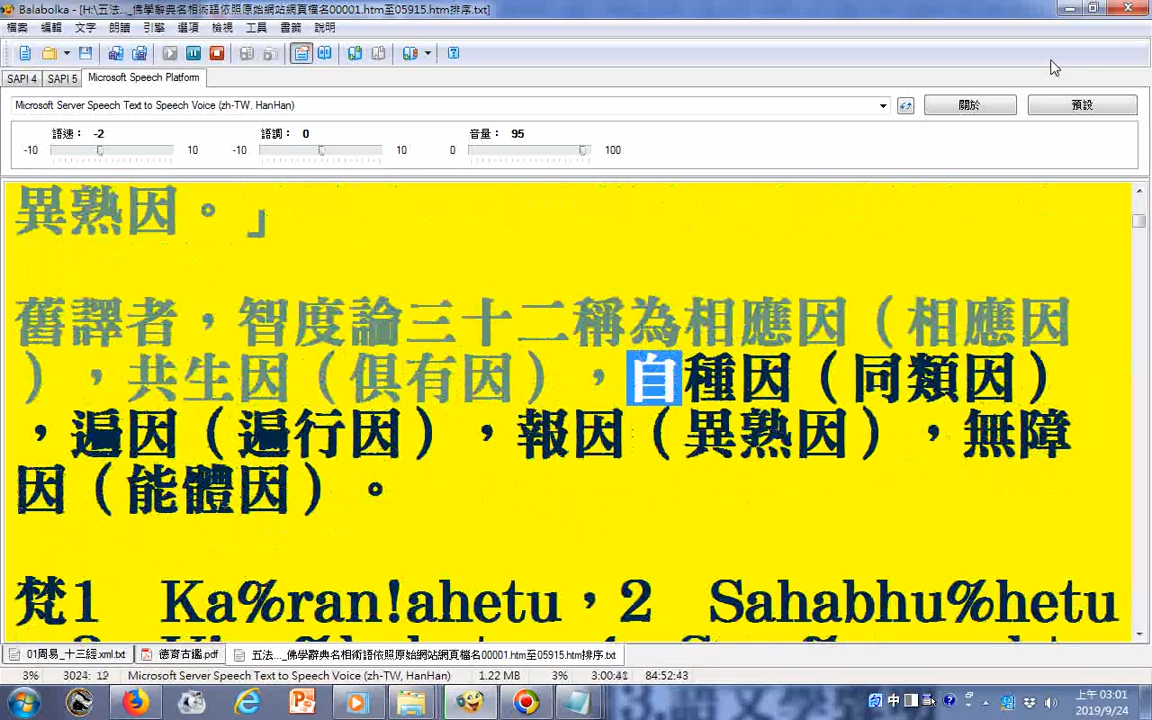 Balabolka - [H:\五法..._佛學辭典名相術語依照原始網站網頁檔名00001.htm至05915.htm排序.txt]
檔案 編輯 文字 朗讀 引擎 選項 檢視 工具 書籤 說明
SAPI 4 SAPI 5 Microsoft Speech Platform
Microsoft Server Speech Text to Speech Voice (zh-TW, HanHan) 關於 預設
語速： -2 語調： 0 音量： 95
-10 10 -10 10 0 100
異熟因。」
舊譯者，智度論三十二稱為相應因（相應因
），共生因（俱有因），自種因（同類因）
，遍因（遍行因），報因（異熟因），無障
因（能體因）。
梵1 Ka%ran!ahetu，2 Sahabhu%hetu
01周易_十三經.xml.txt 德育古鑑.pdf 五法..._佛學辭典名相術語依照原始網站網頁檔名00001.htm至05915.htm排序.txt
3% 3024: 12 Microsoft Server Speech Text to Speech Voice (zh-TW, HanHan) 1.22 MB 3% 3:00:41 84:52:43
中 上午 03:01
2019/9/24